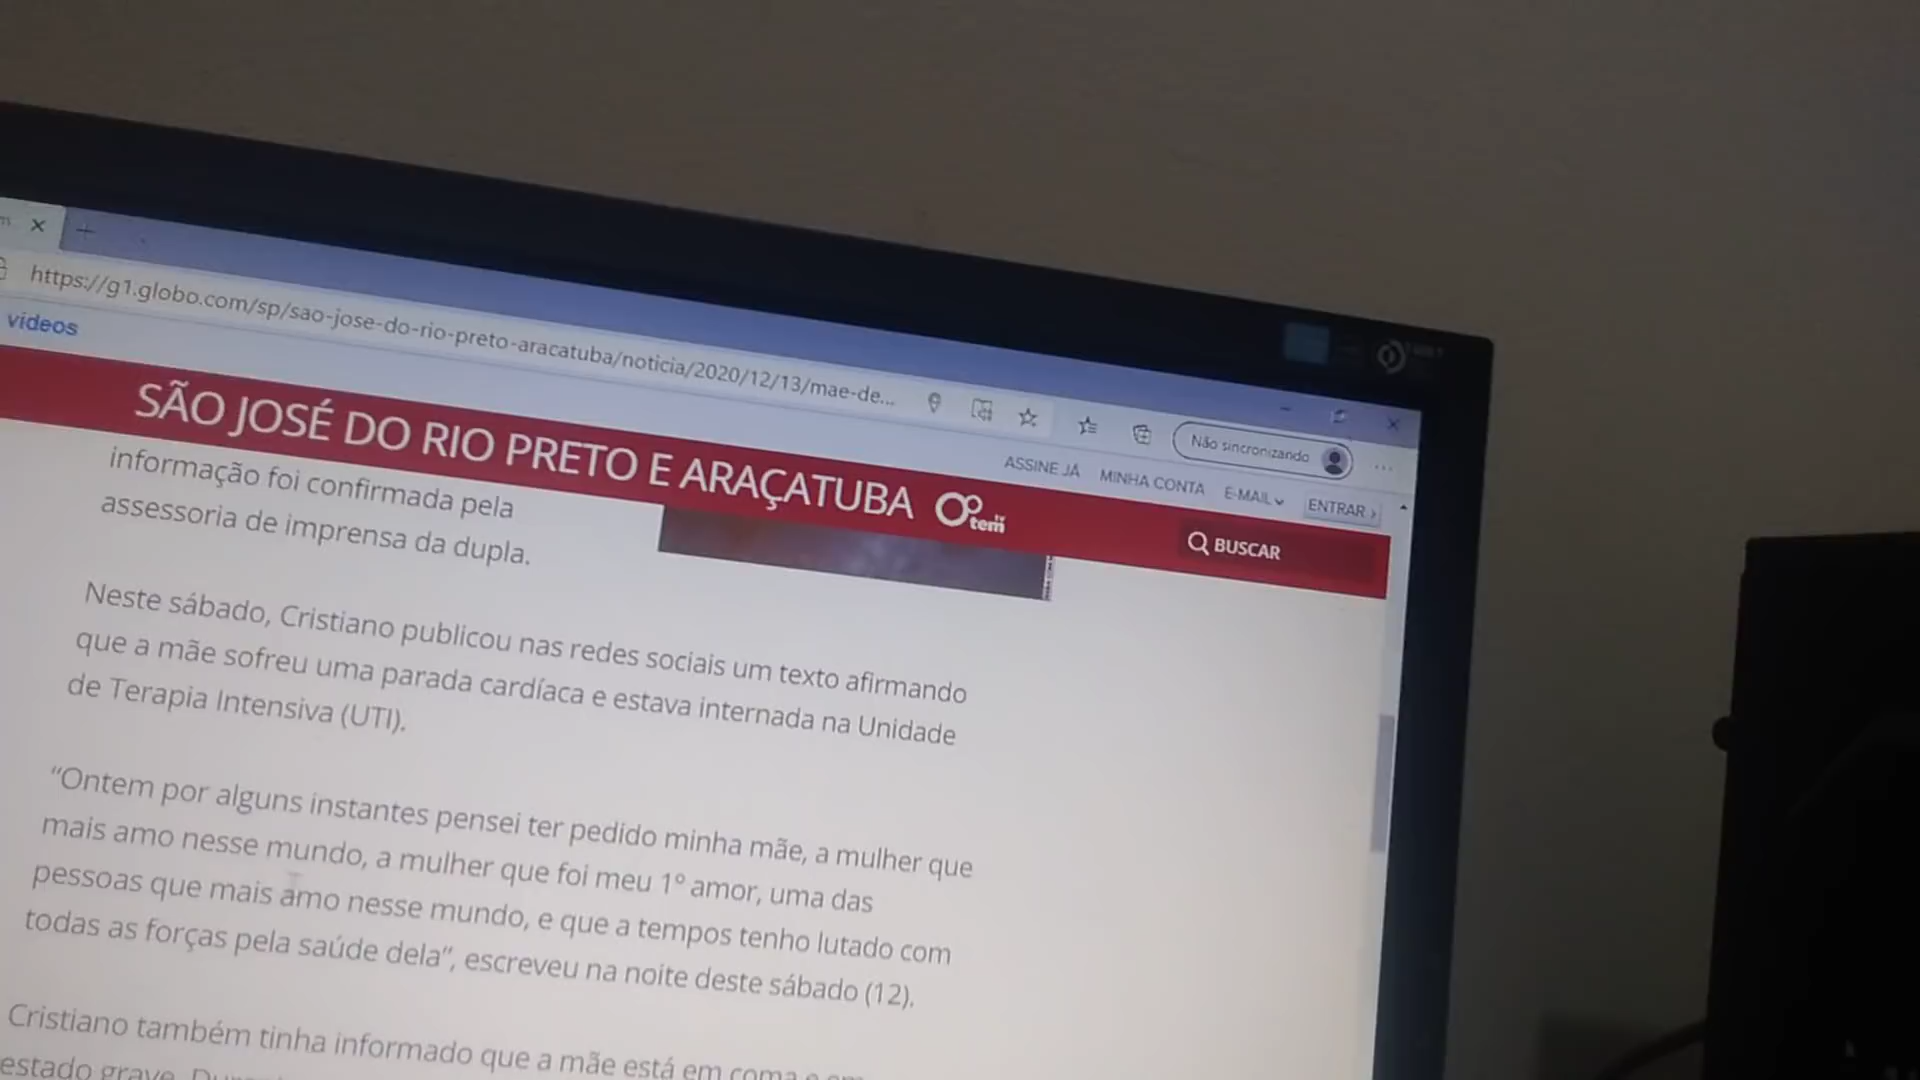 https://g1.globo.com/sp/sao-jose-do-rio-preto-aracatuba/noticia/2020/12/13/mae-de...
Não sincronizando
vídeos
ASSINE JÁ MINHA CONTA E-MAIL ENTRAR ›
SÃO JOSÉ DO RIO PRETO E ARAÇATUBA tv tem
BUSCAR
informação foi confirmada pela
assessoria de imprensa da dupla.
Neste sábado, Cristiano publicou nas redes sociais um texto afirmando
que a mãe sofreu uma parada cardíaca e estava internada na Unidade
de Terapia Intensiva (UTI).
“Ontem por alguns instantes pensei ter pedido minha mãe, a mulher que
mais amo nesse mundo, a mulher que foi meu 1º amor, uma das
pessoas que mais amo nesse mundo, e que a tempos tenho lutado com
todas as forças pela saúde dela”, escreveu na noite deste sábado (12).
Cristiano também tinha informado que a mãe está em coma e em
estado grave.